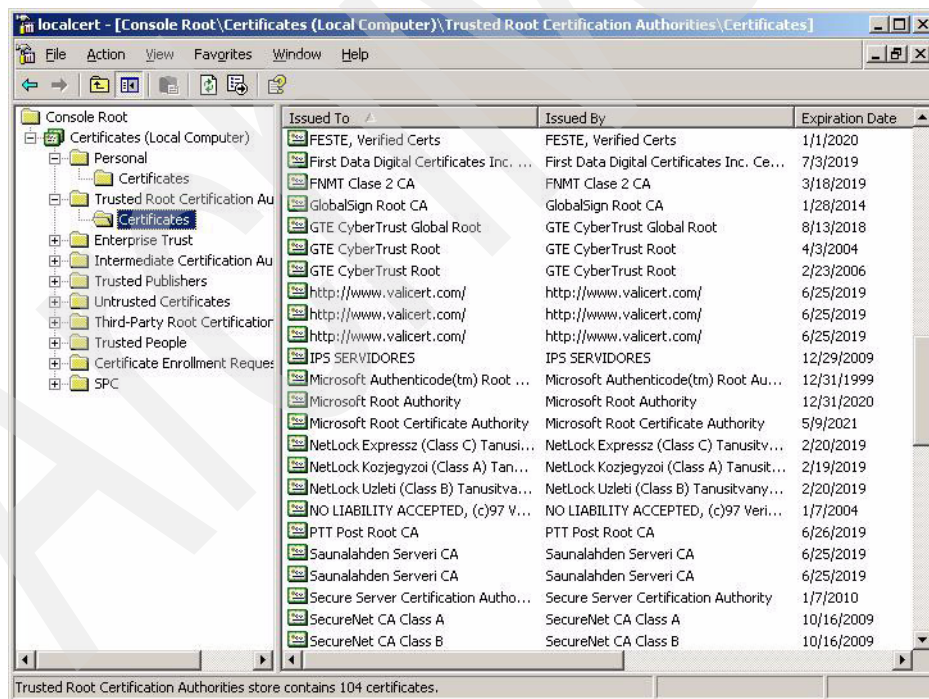 localcert - [Console Root\Certificates (Local Computer)\Trusted Root Certification Authorities\Certificates]
File Action View Favorites Window Help
Console Root
Certificates (Local Computer)
Personal
Certificates
Trusted Root Certification Au
Certificates
Enterprise Trust
Intermediate Certification Au
Trusted Publishers
Untrusted Certificates
Third-Party Root Certification
Trusted People
Certificate Enrollment Reques
SPC
Issued To Issued By Expiration Date
FESTE, Verified Certs FESTE, Verified Certs 1/1/2020
First Data Digital Certificates Inc. ... First Data Digital Certificates Inc. Ce... 7/3/2019
FNMT Clase 2 CA FNMT Clase 2 CA 3/18/2019
GlobalSign Root CA GlobalSign Root CA 1/28/2014
GTE CyberTrust Global Root GTE CyberTrust Global Root 8/13/2018
GTE CyberTrust Root GTE CyberTrust Root 4/3/2004
GTE CyberTrust Root GTE CyberTrust Root 2/23/2006
http://www.valicert.com/ http://www.valicert.com/ 6/25/2019
http://www.valicert.com/ http://www.valicert.com/ 6/25/2019
http://www.valicert.com/ http://www.valicert.com/ 6/25/2019
IPS SERVIDORES IPS SERVIDORES 12/29/2009
Microsoft Authenticode(tm) Root ... Microsoft Authenticode(tm) Root Au... 12/31/1999
Microsoft Root Authority Microsoft Root Authority 12/31/2020
Microsoft Root Certificate Authority Microsoft Root Certificate Authority 5/9/2021
NetLock Expressz (Class C) Tanusi... NetLock Expressz (Class C) Tanusitv... 2/20/2019
NetLock Kozjegyzoi (Class A) Tan... NetLock Kozjegyzoi (Class A) Tanusit... 2/19/2019
NetLock Uzleti (Class B) Tanusitva... NetLock Uzleti (Class B) Tanusitvany... 2/20/2019
NO LIABILITY ACCEPTED, (c)97 V... NO LIABILITY ACCEPTED, (c)97 Veri... 1/7/2004
PTT Post Root CA PTT Post Root CA 6/26/2019
Saunalahden Serveri CA Saunalahden Serveri CA 6/25/2019
Saunalahden Serveri CA Saunalahden Serveri CA 6/25/2019
Secure Server Certification Autho... Secure Server Certification Authority 1/7/2010
SecureNet CA Class A SecureNet CA Class A 10/16/2009
SecureNet CA Class B SecureNet CA Class B 10/16/2009
Trusted Root Certification Authorities store contains 104 certificates.